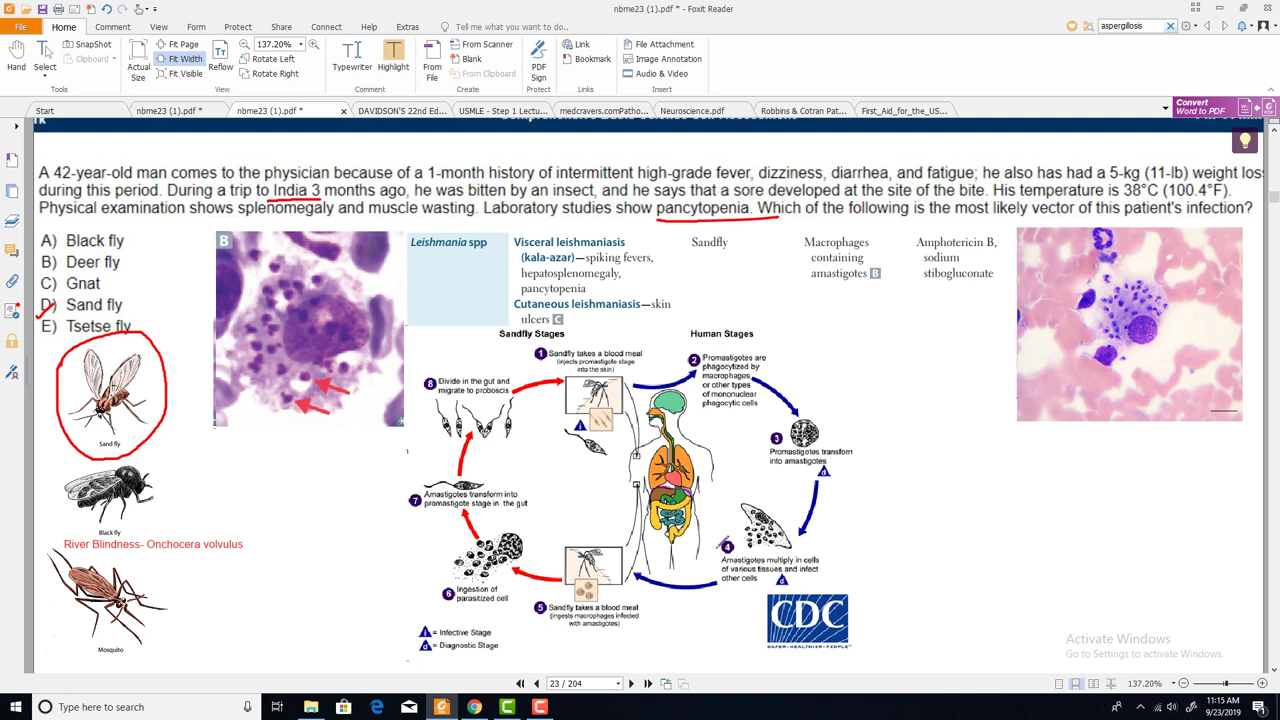 nbme23 (1).pdf * - Foxit Reader
File
Home
Comment
View
Form
Protect
Share
Connect
Help
Extras
Tell me what you want to do...
aspergillosis
Hand
Select
SnapShot
Clipboard
Actual Size
Fit Page
Fit Width
Fit Visible
Reflow
137.20%
Rotate Left
Rotate Right
Typewriter
Highlight
From File
From Scanner
Blank
From Clipboard
PDF Sign
Link
Bookmark
File Attachment
Image Annotation
Audio & Video
Tools
View
Comment
Create
Protect
Links
Insert
Start
nbme23 (1).pdf *
nbme23 (1).pdf *
DAVIDSON'S 22nd Ed...
USMLE - Step 1 Lectu...
medcravers.comPatho...
Neuroscience.pdf
Robbins & Cotran Pat...
First_Aid_for_the_US...
Convert
Word to PDF
A 42-year-old man comes to the physician because of a 1-month history of intermittent high-grade fever, dizziness, diarrhea, and fatigue; he also has had a 5-kg (11-lb) weight loss
during this period. During a trip to India 3 months ago, he was bitten by an insect, and he says that a sore developed at the site of the bite. His temperature is 38°C (100.4°F).
Physical examination shows splenomegaly and muscle wasting. Laboratory studies show pancytopenia. Which of the following is the most likely vector of this patient's infection?
A) Black fly
B) Deer fly
C) Gnat
D) Sand fly
E) Tsetse fly
Sand fly
Black fly
River Blindness- Onchocera volvulus
Mosquito
B
Leishmania spp
Visceral leishmaniasis
(kala-azar)—spiking fevers,
hepatosplenomegaly,
pancytopenia
Cutaneous leishmaniasis—skin
ulcers C
Sandfly
Macrophages
containing
amastigotes B
Amphotericin B,
sodium
stibogluconate
Sandfly Stages
Human Stages
1 Sandfly takes a blood meal
(injects promastigote stage
into the skin)
2 Promastigotes are
phagocytized by
macrophages
or other types
of mononuclear
phagocytic cells
3
Promastigotes transform
into amastigotes
d
4
Amastigotes multiply in cells
of various tissues and infect
other cells
d
5 Sandfly takes a blood meal
(ingests macrophages infected
with amastigotes)
6 Ingestion of
parasitized cell
7 Amastigotes transform into
promastigote stage in the gut
8 Divide in the gut and
migrate to proboscis
i
i = Infective Stage
d = Diagnostic Stage
CDC
SAFER • HEALTHIER • PEOPLE™
Activate Windows
Go to Settings to activate Windows.
23 / 204
137.20%
Type here to search
11:15 AM
9/23/2019